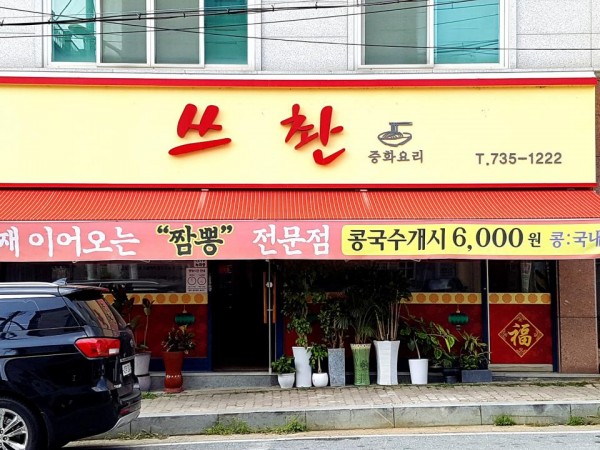 쓰촨
중화요리
T.735-1222
째 이어오는 "짬뽕" 전문점 콩국수개시 6,000원 콩:국내
福